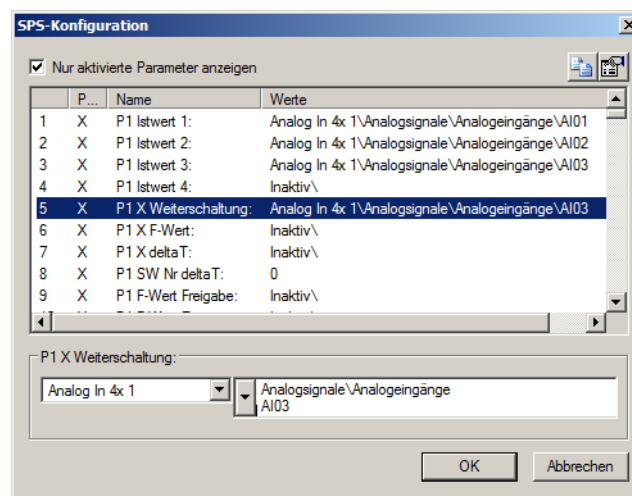 SPS-Konfiguration
Nur aktivierte Parameter anzeigen
P... Name Werte
1 X P1 Istwert 1: Analog In 4x 1\Analogsignale\Analogeingänge\AI01
2 X P1 Istwert 2: Analog In 4x 1\Analogsignale\Analogeingänge\AI02
3 X P1 Istwert 3: Analog In 4x 1\Analogsignale\Analogeingänge\AI03
4 X P1 Istwert 4: Inaktiv\
5 X P1 X Weiterschaltung: Analog In 4x 1\Analogsignale\Analogeingänge\AI03
6 X P1 X F-Wert: Inaktiv\
7 X P1 X deltaT: Inaktiv\
8 X P1 SW Nr deltaT: 0
9 X P1 F-Wert Freigabe: Inaktiv\
P1 X Weiterschaltung:
Analog In 4x 1
Analogsignale\Analogeingänge
AI03
OK Abbrechen